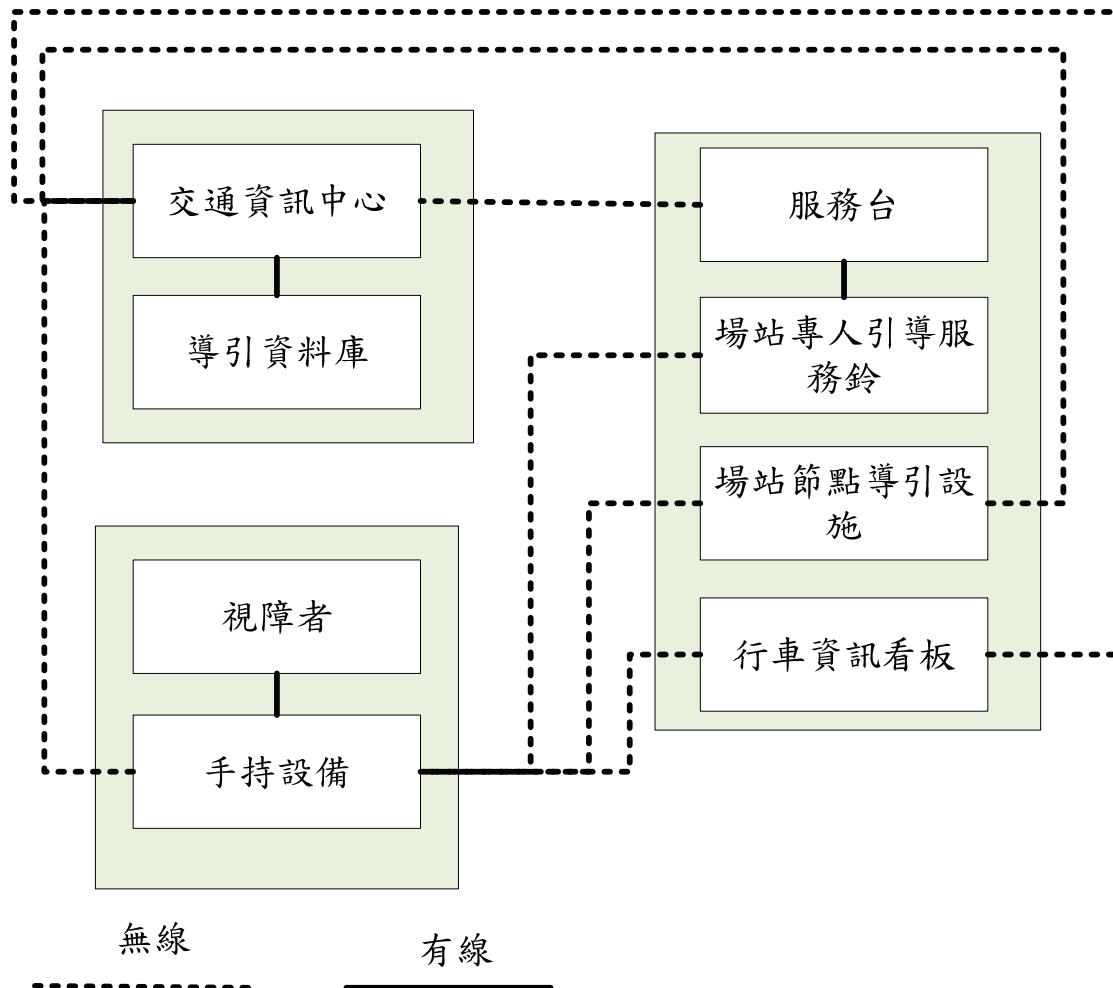 交通資訊中心
導引資料庫
視障者
手持設備
服務台
場站專人引導服
務鈴
場站節點導引設
施
行車資訊看板
無線
有線